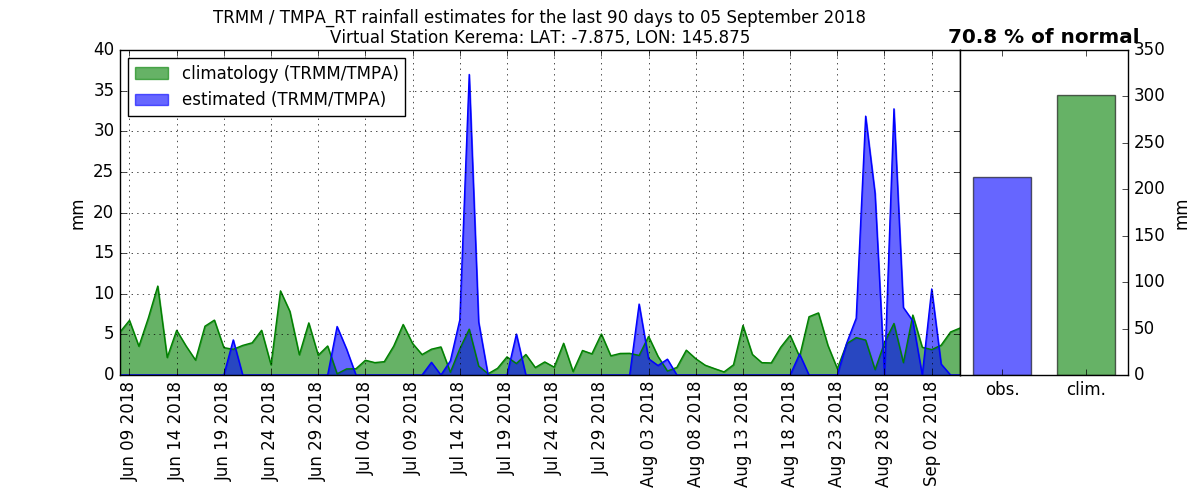 TRMM / TMPA_RT rainfall estimates for the last 90 days to 05 September 2018
Virtual Station Kerema: LAT: -7.875, LON: 145.875
70.8 % of normal
climatology (TRMM/TMPA)
estimated (TRMM/TMPA)
mm
40
35
30
25
20
15
10
5
0
Jun 09 2018
Jun 14 2018
Jun 19 2018
Jun 24 2018
Jun 29 2018
Jul 04 2018
Jul 09 2018
Jul 14 2018
Jul 19 2018
Jul 24 2018
Jul 29 2018
Aug 03 2018
Aug 08 2018
Aug 13 2018
Aug 18 2018
Aug 23 2018
Aug 28 2018
Sep 02 2018
350
300
250
200
150
100
50
0
mm
obs.
clim.